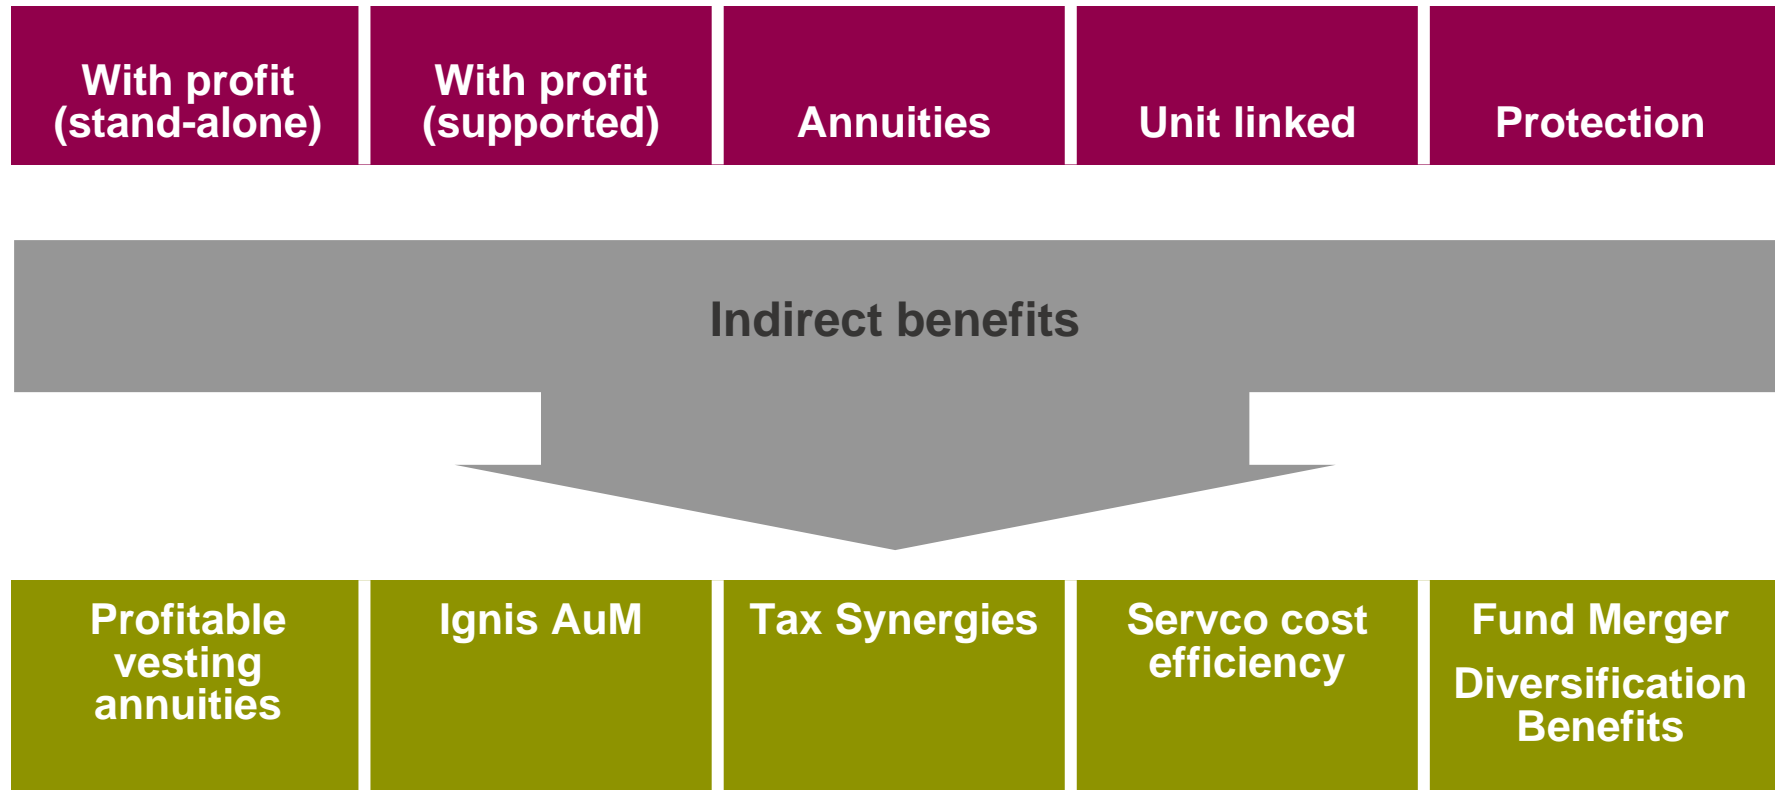 With profit
(stand-alone)
With profit
(supported)
Annuities
Unit linked
Protection
Indirect benefits
Profitable
vesting
annuities
Ignis AuM
Tax Synergies
Servco cost
efficiency
Fund Merger
Diversification
Benefits